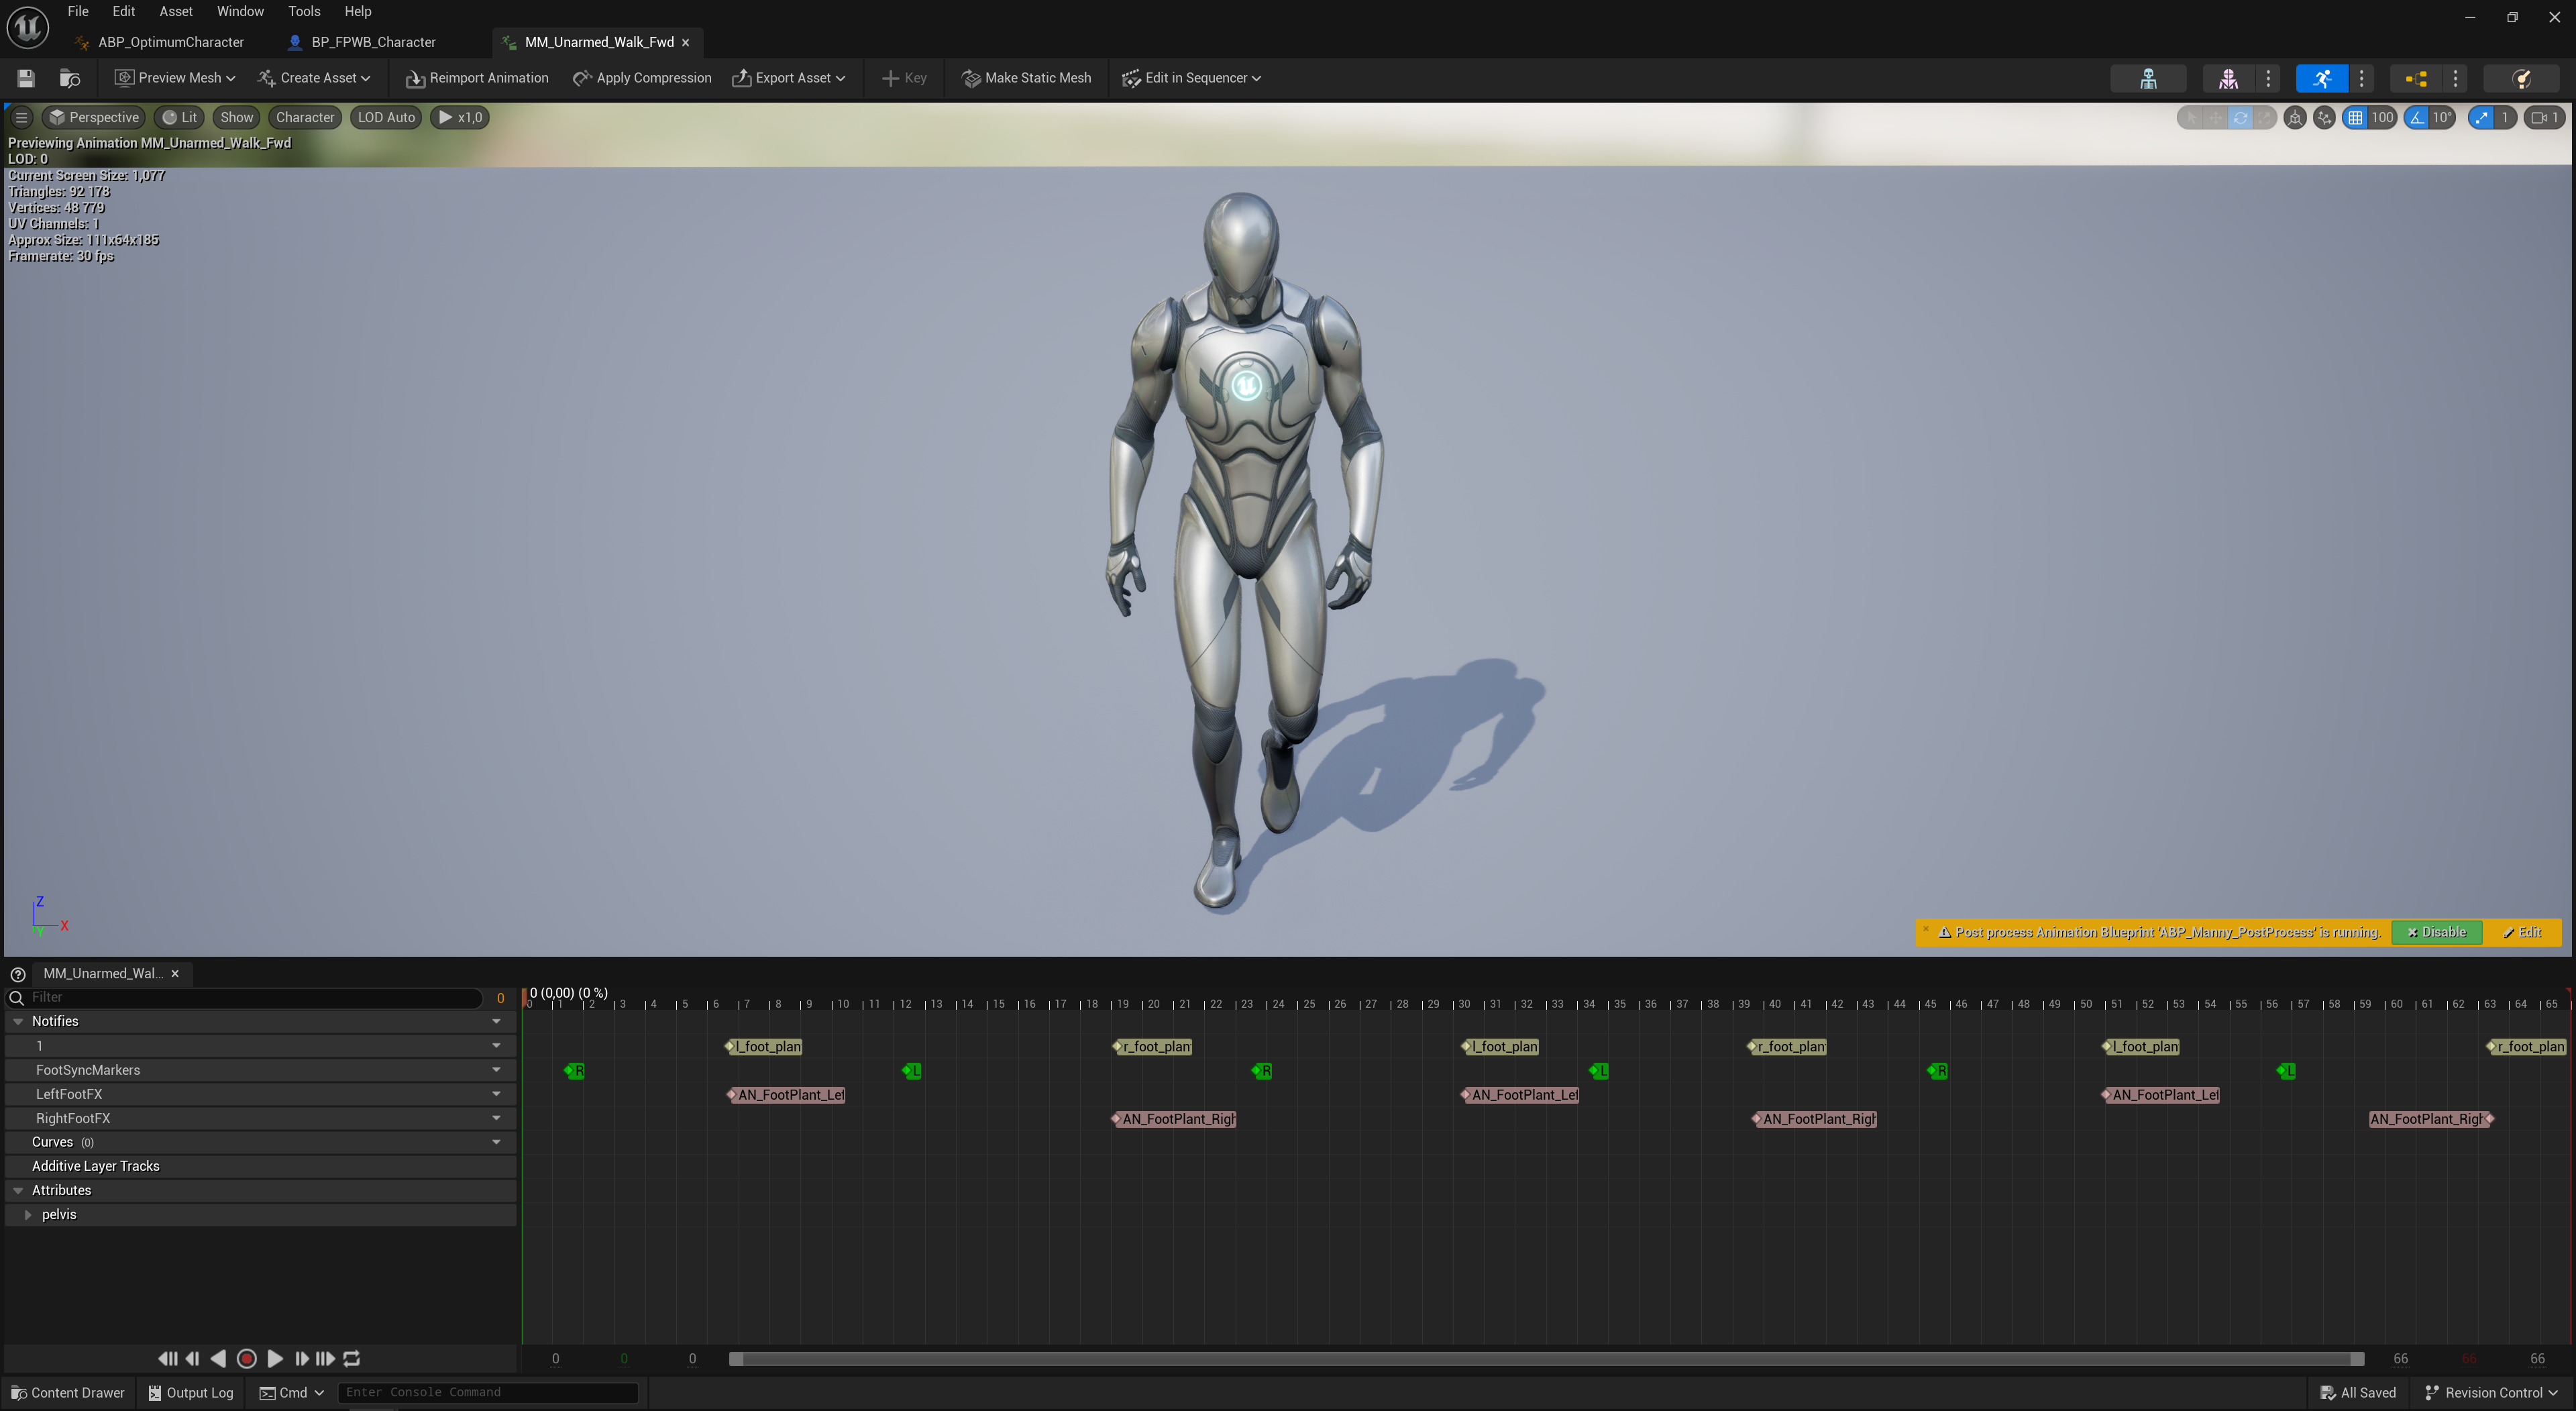 File Edit Asset Window Tools Help
ABP_OptimumCharacter BP_FPWB_Character MM_Unarmed_Walk_Fwd
Preview Mesh Create Asset Reimport Animation Apply Compression Export Asset Key Make Static Mesh Edit in Sequencer
Perspective Lit Show Character LOD Auto x1,0 100 10° 1 1
Previewing Animation MM_Unarmed_Walk_Fwd
LOD: 0
Current Screen Size: 1,077
Triangles: 92 178
Vertices: 48 779
UV Channels: 1
Approx Size: 111x64x185
Framerate: 30 fps
Z
X
Y
Post process Animation Blueprint 'ABP_Manny_PostProcess' is running. Disable Edit
MM_Unarmed_Wal...
Filter 0 0 (0,00) (0 %)
0 1 2 3 4 5 6 7 8 9 10 11 12 13 14 15 16 17 18 19 20 21 22 23 24 25 26 27 28 29 30 31 32 33 34 35 36 37 38 39 40 41 42 43 44 45 46 47 48 49 50 51 52 53 54 55 56 57 58 59 60 61 62 63 64 65
Notifies
1 l_foot_plan r_foot_plan l_foot_plan r_foot_plan l_foot_plan r_foot_plan
FootSyncMarkers R L R L R L
LeftFootFX AN_FootPlant_Lef AN_FootPlant_Lef AN_FootPlant_Lef
RightFootFX AN_FootPlant_Righ AN_FootPlant_Righ AN_FootPlant_Righ
Curves (0)
Additive Layer Tracks
Attributes
pelvis
0 0 0 66 66 66
Content Drawer Output Log Cmd Enter Console Command All Saved Revision Control